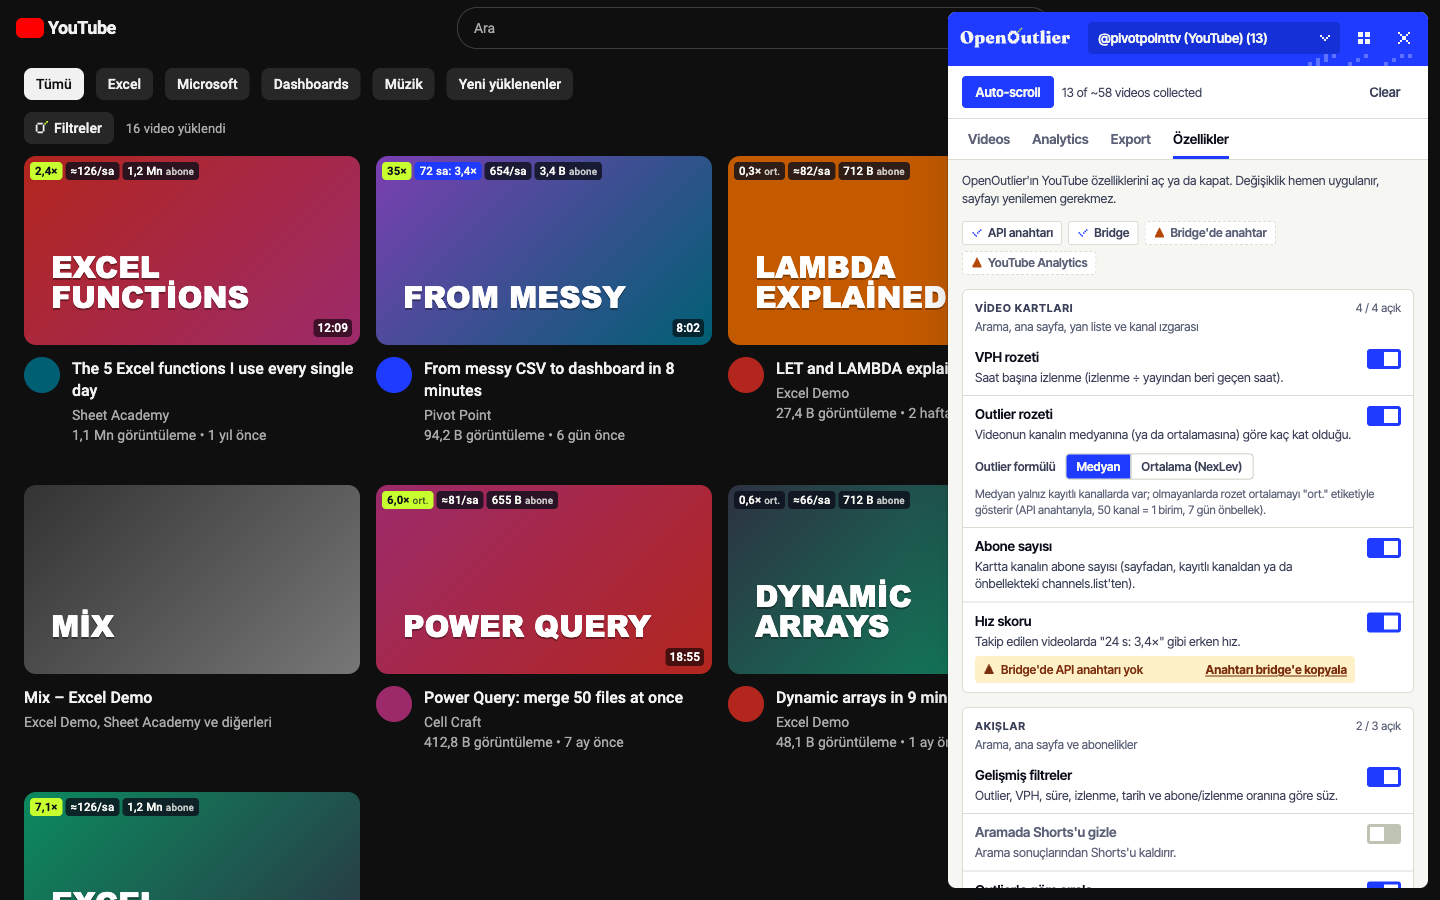 YouTube
Ara
Tümü
Excel
Microsoft
Dashboards
Müzik
Yeni yüklenenler
Filtreler
16 video yüklendi
2,4×
≈126/sa
1,2 Mn abone
EXCEL
FUNCTİONS
12:09
The 5 Excel functions I use every single
day
Sheet Academy
1,1 Mn görüntüleme • 1 yıl önce
35×
72 sa: 3,4×
654/sa
3,4 B abone
FROM MESSY
8:02
From messy CSV to dashboard in 8
minutes
Pivot Point
94,2 B görüntüleme • 6 gün önce
0,3× ort.
≈82/sa
712 B abone
LAMBDA
EXPLAİNED
LET and LAMBDA explai
Excel Demo
27,4 B görüntüleme • 2 hafta
MİX
Mix – Excel Demo
Excel Demo, Sheet Academy ve diğerleri
6,0× ort.
≈81/sa
655 B abone
POWER QUERY
18:55
Power Query: merge 50 files at once
Cell Craft
412,8 B görüntüleme • 7 ay önce
0,6× ort.
≈66/sa
712 B abone
DYNAMİC
ARRAYS
Dynamic arrays in 9 min
Excel Demo
48,1 B görüntüleme • 1 ay ör
7,1×
≈126/sa
1,2 Mn abone
EXCEL
OpenOutlier
@pivotpointtv (YouTube) (13)
Auto-scroll
13 of ~58 videos collected
Clear
Videos
Analytics
Export
Özellikler
OpenOutlier'ın YouTube özelliklerini aç ya da kapat. Değişiklik hemen uygulanır,
sayfayı yenilemen gerekmez.
API anahtarı
Bridge
Bridge'de anahtar
YouTube Analytics
VİDEO KARTLARI
4 / 4 açık
Arama, ana sayfa, yan liste ve kanal ızgarası
VPH rozeti
Saat başına izlenme (izlenme ÷ yayından beri geçen saat).
Outlier rozeti
Videonun kanalın medyanına (ya da ortalamasına) göre kaç kat olduğu.
Outlier formülü
Medyan
Ortalama (NexLev)
Medyan yalnız kayıtlı kanallarda var; olmayanlarda rozet ortalamayı "ort." etiketiyle
gösterir (API anahtarıyla, 50 kanal = 1 birim, 7 gün önbellek).
Abone sayısı
Kartta kanalın abone sayısı (sayfadan, kayıtlı kanaldan ya da
önbellekteki channels.list'ten).
Hız skoru
Takip edilen videolarda "24 s: 3,4×" gibi erken hız.
Bridge'de API anahtarı yok
Anahtarı bridge'e kopyala
AKIŞLAR
2 / 3 açık
Arama, ana sayfa ve abonelikler
Gelişmiş filtreler
Outlier, VPH, süre, izlenme, tarih ve abone/izlenme oranına göre süz.
Aramada Shorts'u gizle
Arama sonuçlarından Shorts'u kaldırır.